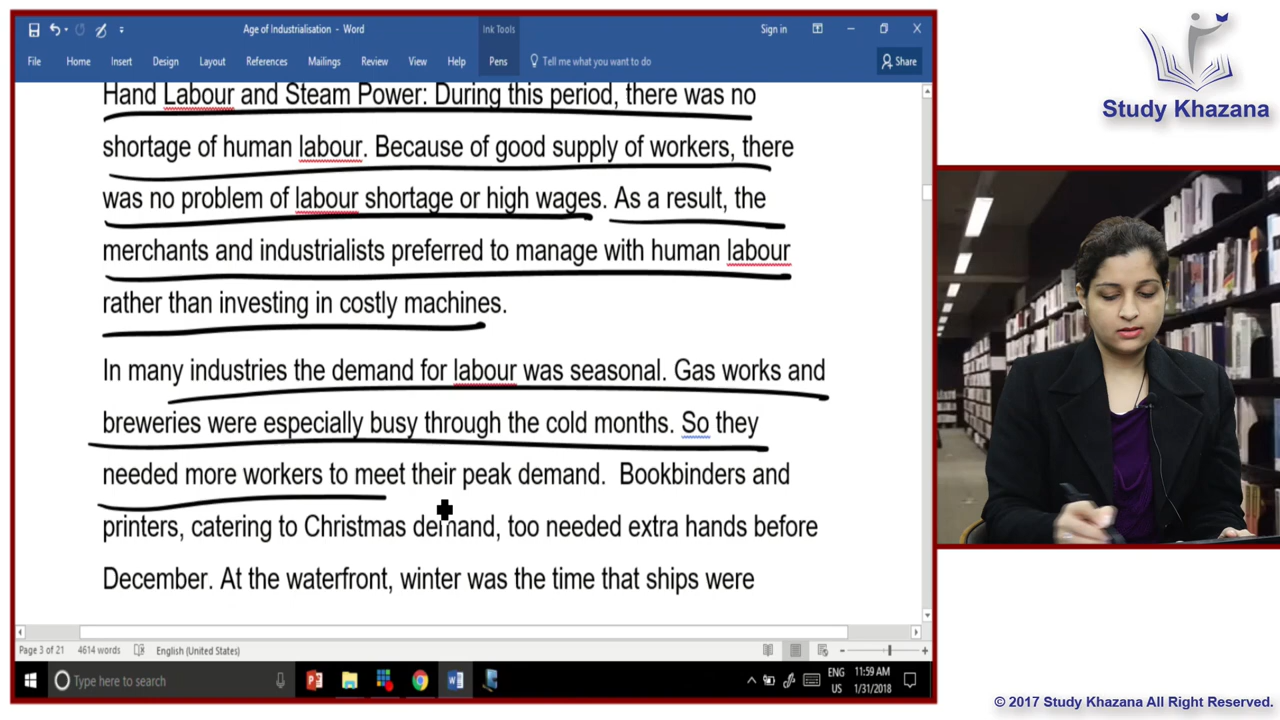 Age of Industrialisation - Word
Ink Tools
Sign in
File Home Insert Design Layout References Mailings Review View Help Pens Tell me what you want to do Share
Study Khazana
Hand Labour and Steam Power: During this period, there was no
shortage of human labour. Because of good supply of workers, there
was no problem of labour shortage or high wages. As a result, the
merchants and industrialists preferred to manage with human labour
rather than investing in costly machines.
In many industries the demand for labour was seasonal. Gas works and
breweries were especially busy through the cold months. So they
needed more workers to meet their peak demand. Bookbinders and
printers, catering to Christmas demand, too needed extra hands before
December. At the waterfront, winter was the time that ships were
Page 3 of 21 4614 words English (United States)
Type here to search
ENG
US
11:59 AM
1/31/2018
© 2017 Study Khazana All Right Reserved.